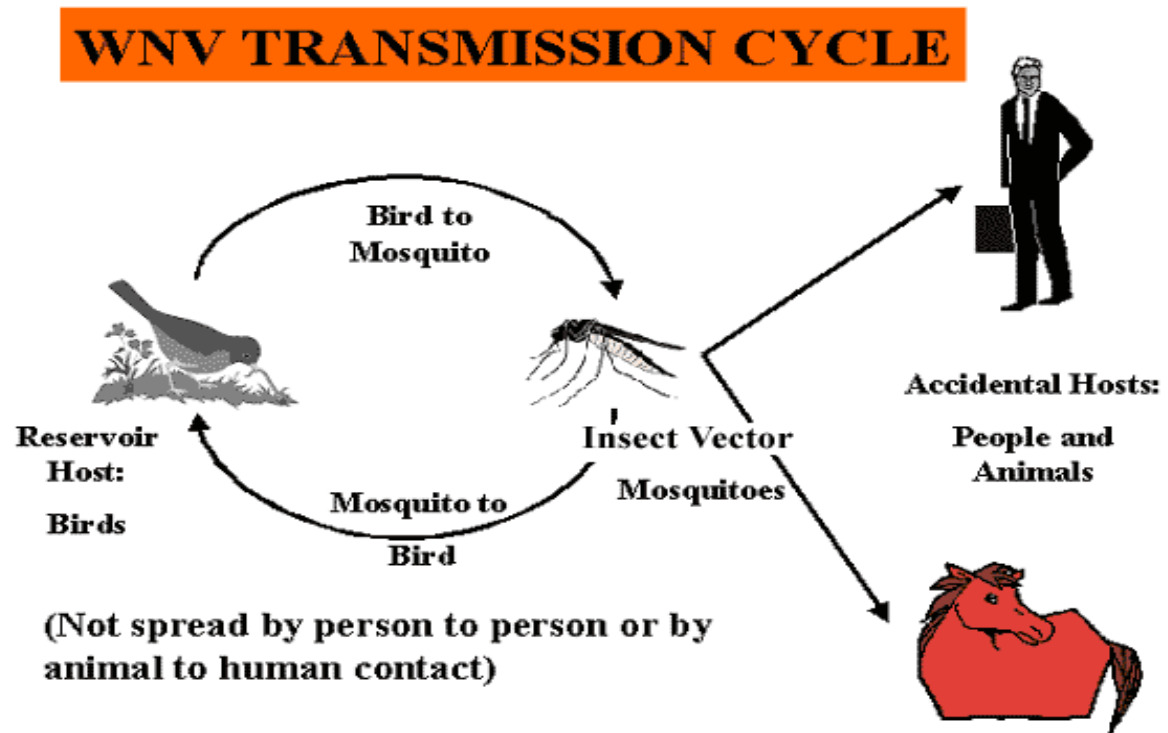 WNV TRANSMISSION CYCLE
Bird to
Mosquito
Reservoir
Host:
Birds
Mosquito to
Bird
Insect Vector
Mosquitoes
Accidental Hosts:
People and
Animals
(Not spread by person to person or by
animal to human contact)